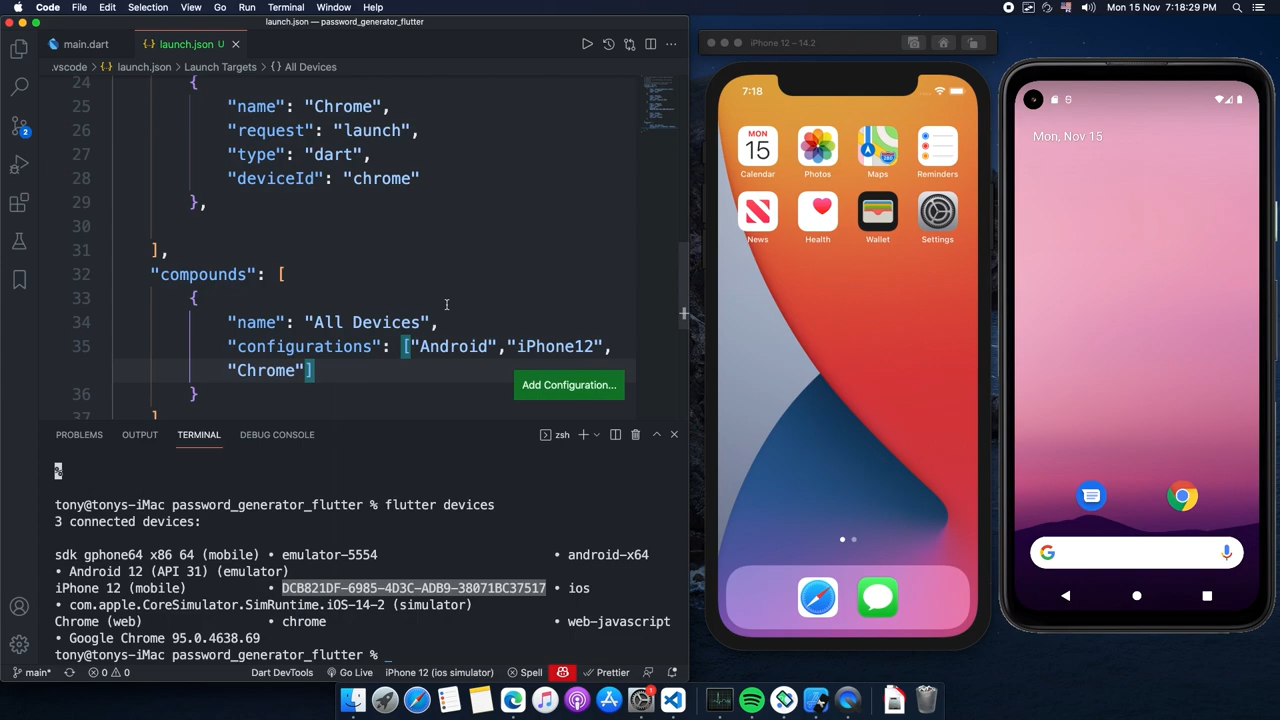 Code File Edit Selection View Go Run Terminal Window Help
Mon 15 Nov 7:18:29 PM
launch.json — password_generator_flutter
main.dart
launch.json U
.vscode > launch.json > Launch Targets > {} All Devices
24 {
25 "name": "Chrome",
26 "request": "launch",
27 "type": "dart",
28 "deviceId": "chrome"
29 },
30
31 ],
32 "compounds": [
33 {
34 "name": "All Devices",
35 "configurations": ["Android","iPhone12",
"Chrome"]
36 }
37 ]
Add Configuration...
2
PROBLEMS OUTPUT TERMINAL DEBUG CONSOLE
zsh
%
tony@tonys-iMac password_generator_flutter % flutter devices
3 connected devices:
sdk gphone64 x86 64 (mobile) • emulator-5554 • android-x64
• Android 12 (API 31) (emulator)
iPhone 12 (mobile) • DCB821DF-6985-4D3C-ADB9-38071BC37517 • ios
• com.apple.CoreSimulator.SimRuntime.iOS-14-2 (simulator)
Chrome (web) • chrome • web-javascript
• Google Chrome 95.0.4638.69
tony@tonys-iMac password_generator_flutter %
main* 0 0 Dart DevTools Go Live iPhone 12 (ios simulator) Spell Prettier
iPhone 12 – 14.2
7:18
MON
15
Calendar Photos Maps Reminders
News Health Wallet Settings
Mon, Nov 15
1